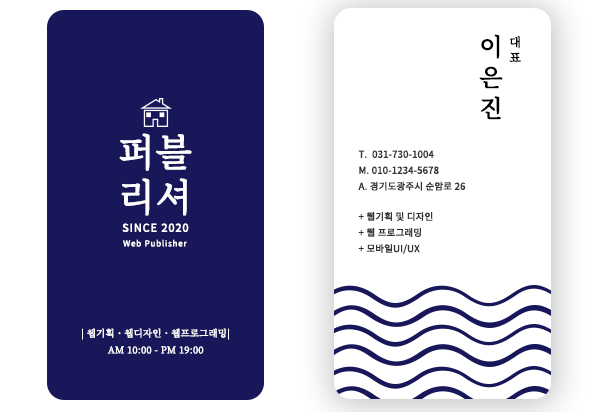 퍼블
리셔
SINCE 2020
Web Publisher
| 웹기획 · 웹디자인 · 웹프로그래밍|
AM 10:00 - PM 19:00
대표
이은진
T. 031-730-1004
M. 010-1234-5678
A. 경기도광주시 순암로 26
+ 웹기획 및 디자인
+ 웹 프로그래밍
+ 모바일UI/UX